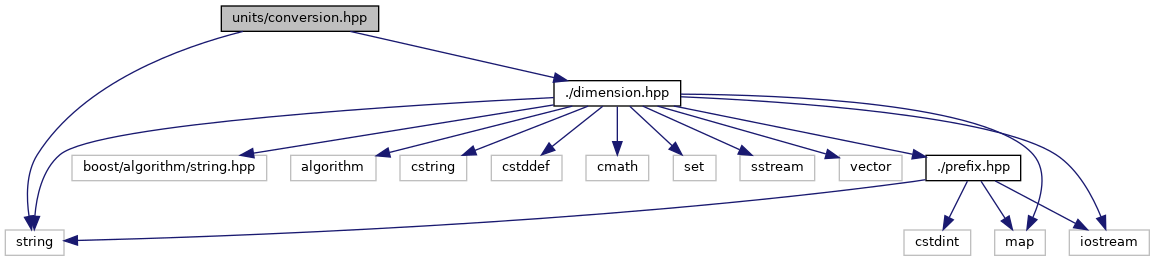 units/conversion.hpp
./dimension.hpp
boost/algorithm/string.hpp
algorithm
cstring
cstddef
cmath
set
sstream
vector
./prefix.hpp
string
cstdint
map
iostream